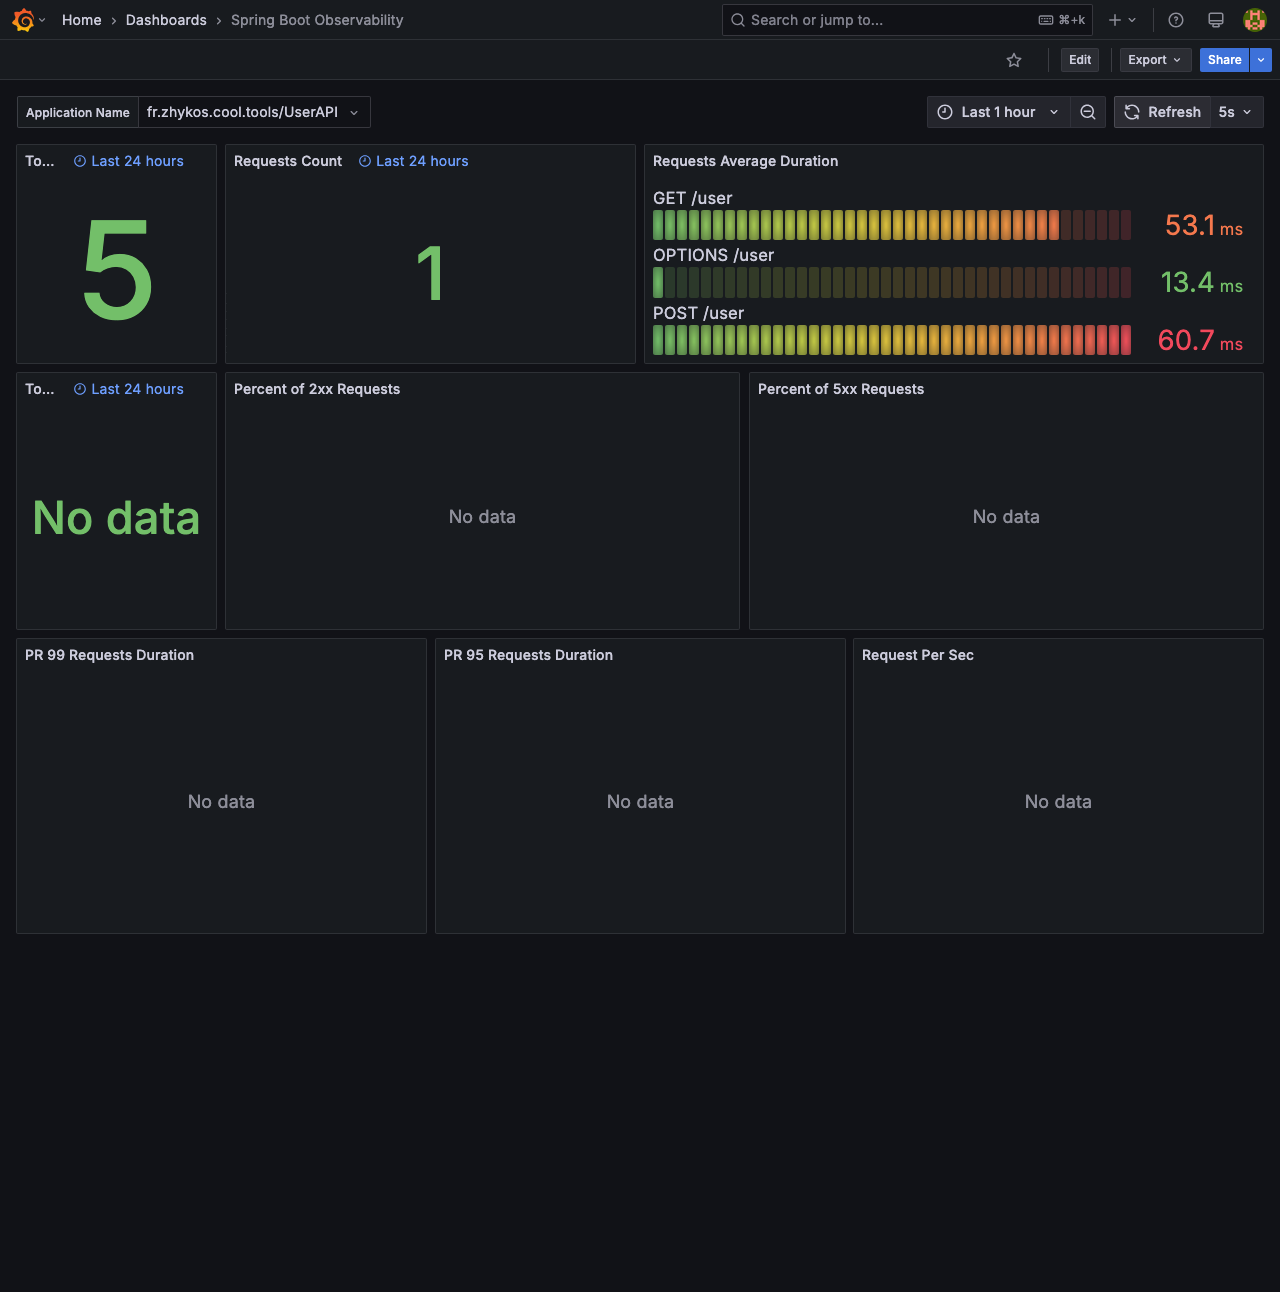 Home › Dashboards › Spring Boot Observability
Search or jump to...
⌘+k
Edit
Export
Share
Application Name
fr.zhykos.cool.tools/UserAPI
Last 1 hour
Refresh
5s
To...
Last 24 hours
5
Requests Count
Last 24 hours
1
Requests Average Duration
GET /user
53.1 ms
OPTIONS /user
13.4 ms
POST /user
60.7 ms
To...
Last 24 hours
No data
Percent of 2xx Requests
No data
Percent of 5xx Requests
No data
PR 99 Requests Duration
No data
PR 95 Requests Duration
No data
Request Per Sec
No data